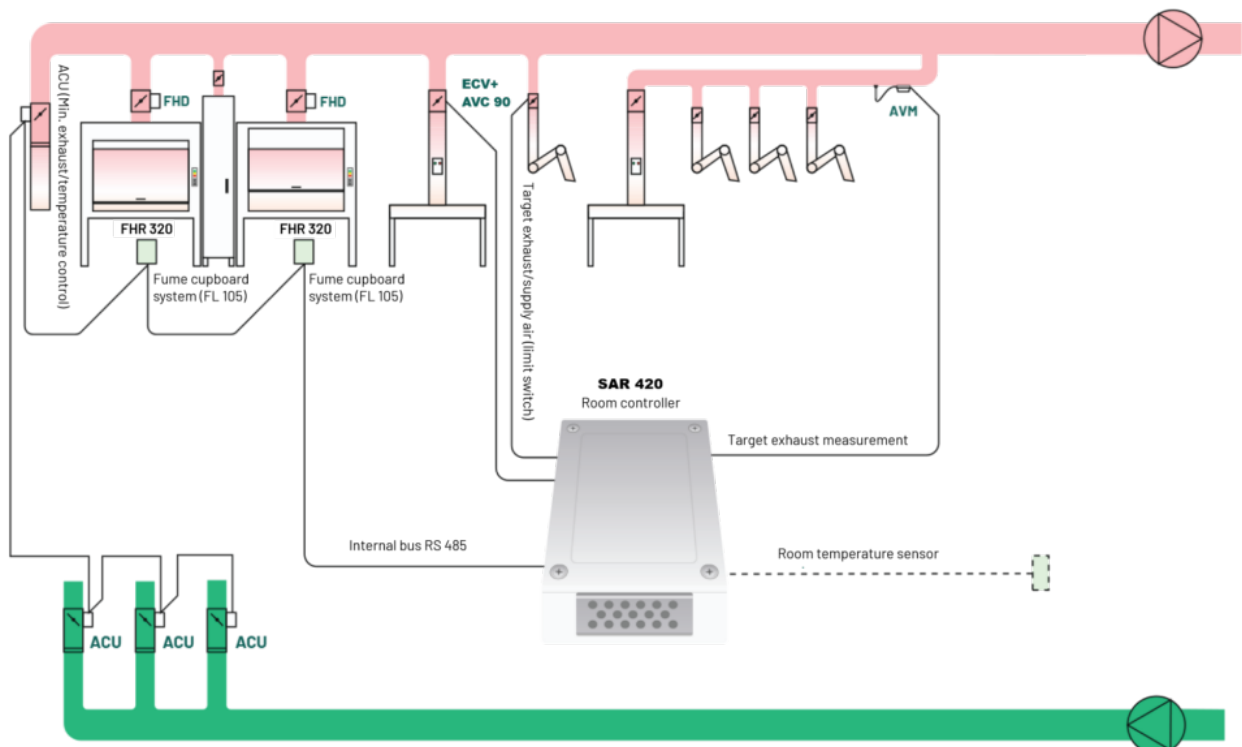 ACU (Min. exhaust/temperature control)
FHD
FHD
ECV+
AVC 90
AVM
FHR 320
FHR 320
Fume cupboard
system (FL 105)
Fume cupboard
system (FL 105)
Target exhaust/supply air (limit switch)
SAR 420
Room controller
Target exhaust measurement
Internal bus RS 485
Room temperature sensor
ACU
ACU
ACU